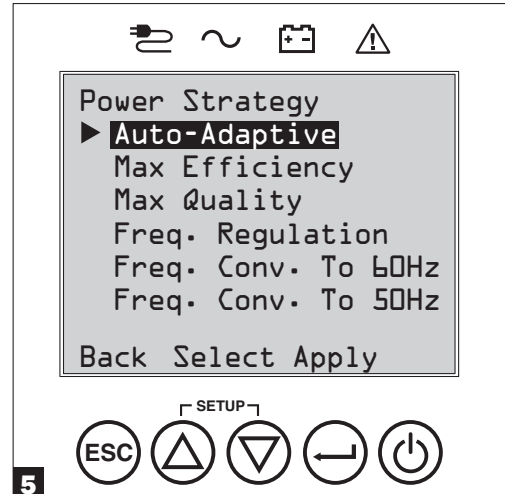 Power Strategy
Auto-Adaptive
Max Efficiency
Max Quality
Freq. Regulation
Freq. Conv. To 60Hz
Freq. Conv. To 50Hz
Back Select Apply
SETUP
ESC
5